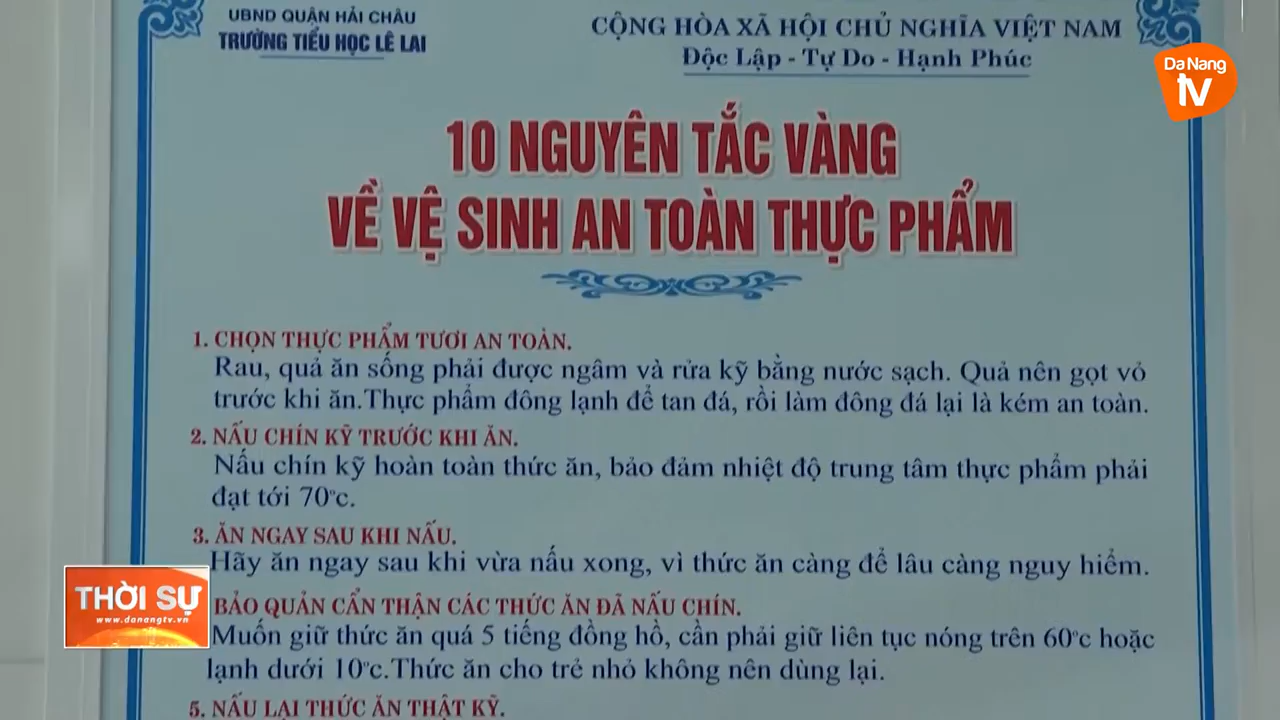 UBND QUẬN HẢI CHÂU
TRƯỜNG TIỂU HỌC LÊ LAI
CỘNG HÒA XÃ HỘI CHỦ NGHĨA VIỆT NAM
Độc Lập - Tự Do - Hạnh Phúc
Da Nang
tv
10 NGUYÊN TẮC VÀNG
VỀ VỆ SINH AN TOÀN THỰC PHẨM
1. CHỌN THỰC PHẨM TƯƠI AN TOÀN.
Rau, quả ăn sống phải được ngâm và rửa kỹ bằng nước sạch. Quả nên gọt vỏ
trước khi ăn.Thực phẩm đông lạnh để tan đá, rồi làm đông đá lại là kém an toàn.
2. NẤU CHÍN KỸ TRƯỚC KHI ĂN.
Nấu chín kỹ hoàn toàn thức ăn, bảo đảm nhiệt độ trung tâm thực phẩm phải
đạt tới 70ºc.
3. ĂN NGAY SAU KHI NẤU.
Hãy ăn ngay sau khi vừa nấu xong, vì thức ăn càng để lâu càng nguy hiểm.
BẢO QUẢN CẨN THẬN CÁC THỨC ĂN ĐÃ NẤU CHÍN.
Muốn giữ thức ăn quá 5 tiếng đồng hồ, cần phải giữ liên tục nóng trên 60ºc hoặc
lạnh dưới 10ºc.Thức ăn cho trẻ nhỏ không nên dùng lại.
5. NẤU LẠI THỨC ĂN THẬT KỸ.
THỜI SỰ
www.danangtv.vn